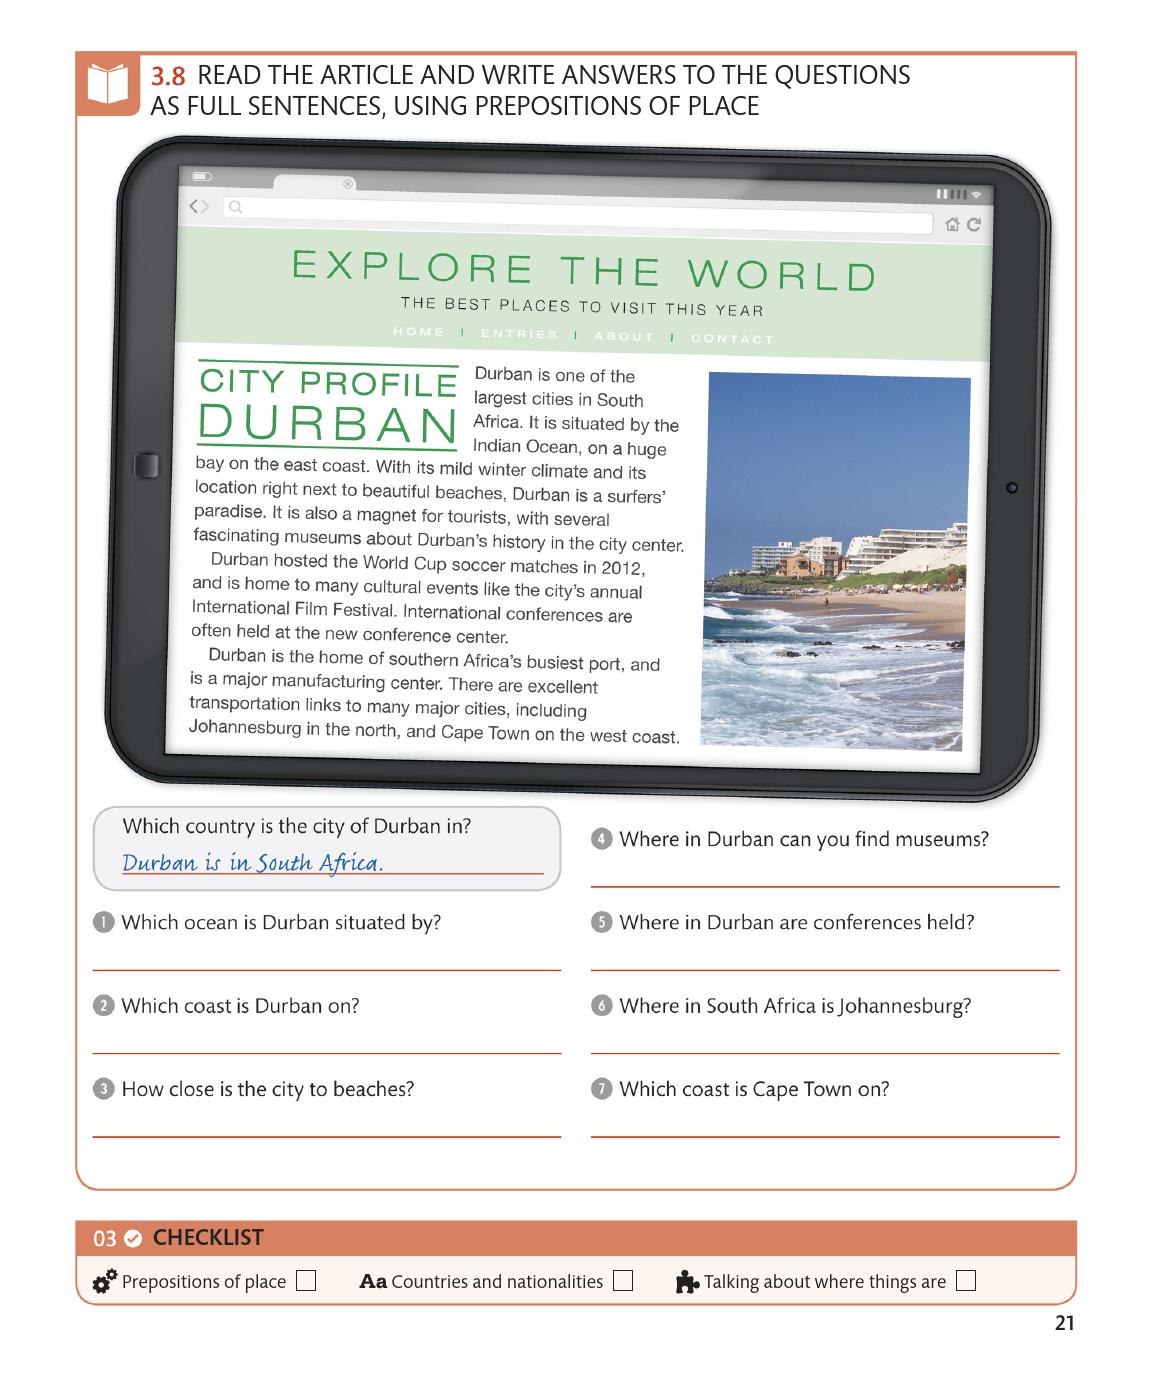 3.8 READ THE ARTICLE AND WRITE ANSWERS TO THE QUESTIONS
AS FULL SENTENCES, USING PREPOSITIONS OF PLACE
EXPLORE THE WORLD
THE BEST PLACES TO VISIT THIS YEAR
HOME | ENTRIES | ABOUT | CONTACT
CITY PROFILE
DURBAN
Durban is one of the
largest cities in South
Africa. It is situated by the
Indian Ocean, on a huge
bay on the east coast. With its mild winter climate and its
location right next to beautiful beaches, Durban is a surfers’
paradise. It is also a magnet for tourists, with several
fascinating museums about Durban’s history in the city center.
Durban hosted the World Cup soccer matches in 2012,
and is home to many cultural events like the city’s annual
International Film Festival. International conferences are
often held at the new conference center.
Durban is the home of southern Africa’s busiest port, and
is a major manufacturing center. There are excellent
transportation links to many major cities, including
Johannesburg in the north, and Cape Town on the west coast.
Which country is the city of Durban in?
Durban is in South Africa.
1 Which ocean is Durban situated by?
2 Which coast is Durban on?
3 How close is the city to beaches?
4 Where in Durban can you find museums?
5 Where in Durban are conferences held?
6 Where in South Africa is Johannesburg?
7 Which coast is Cape Town on?
03 CHECKLIST
Prepositions of place
Aa Countries and nationalities
Talking about where things are
21